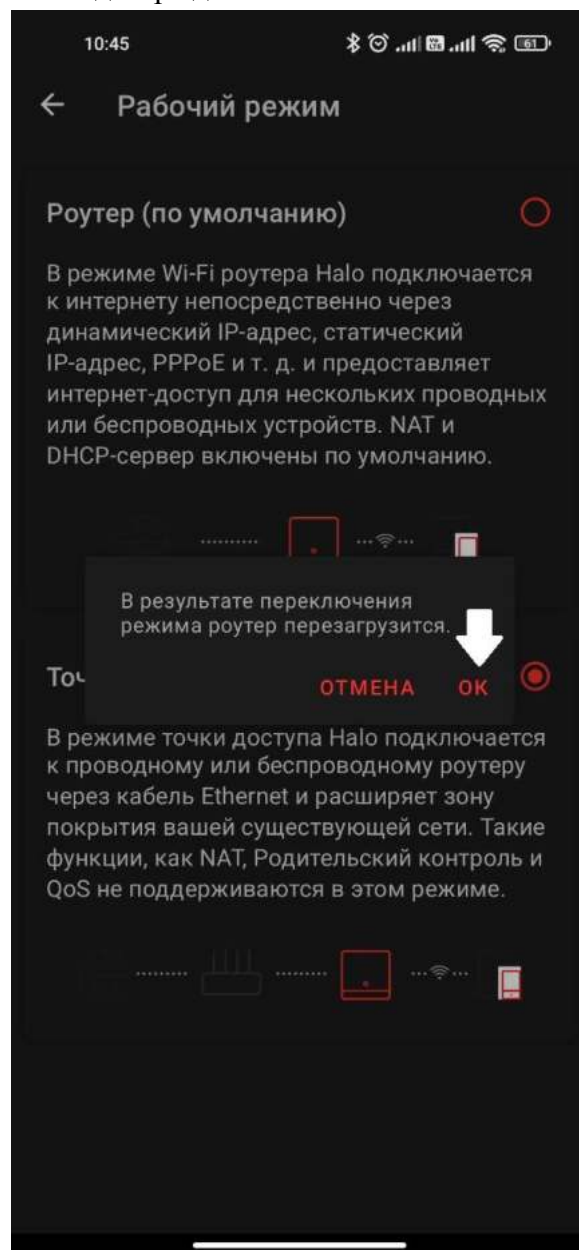 10:45
61
Рабочий режим
Роутер (по умолчанию)
В режиме Wi-Fi роутера Halo подключается
к интернету непосредственно через
динамический IP-адрес, статический
IP-адрес, PPPoE и т. д. и предоставляет
интернет-доступ для нескольких проводных
или беспроводных устройств. NAT и
DHCP-сервер включены по умолчанию.
В результате переключения
режима роутер перезагрузится.
ОТМЕНА ОК
В режиме точки доступа Halo подключается
к проводному или беспроводному роутеру
через кабель Ethernet и расширяет зону
покрытия вашей существующей сети. Такие
функции, как NAT, Родительский контроль и
QoS не поддерживаются в этом режиме.